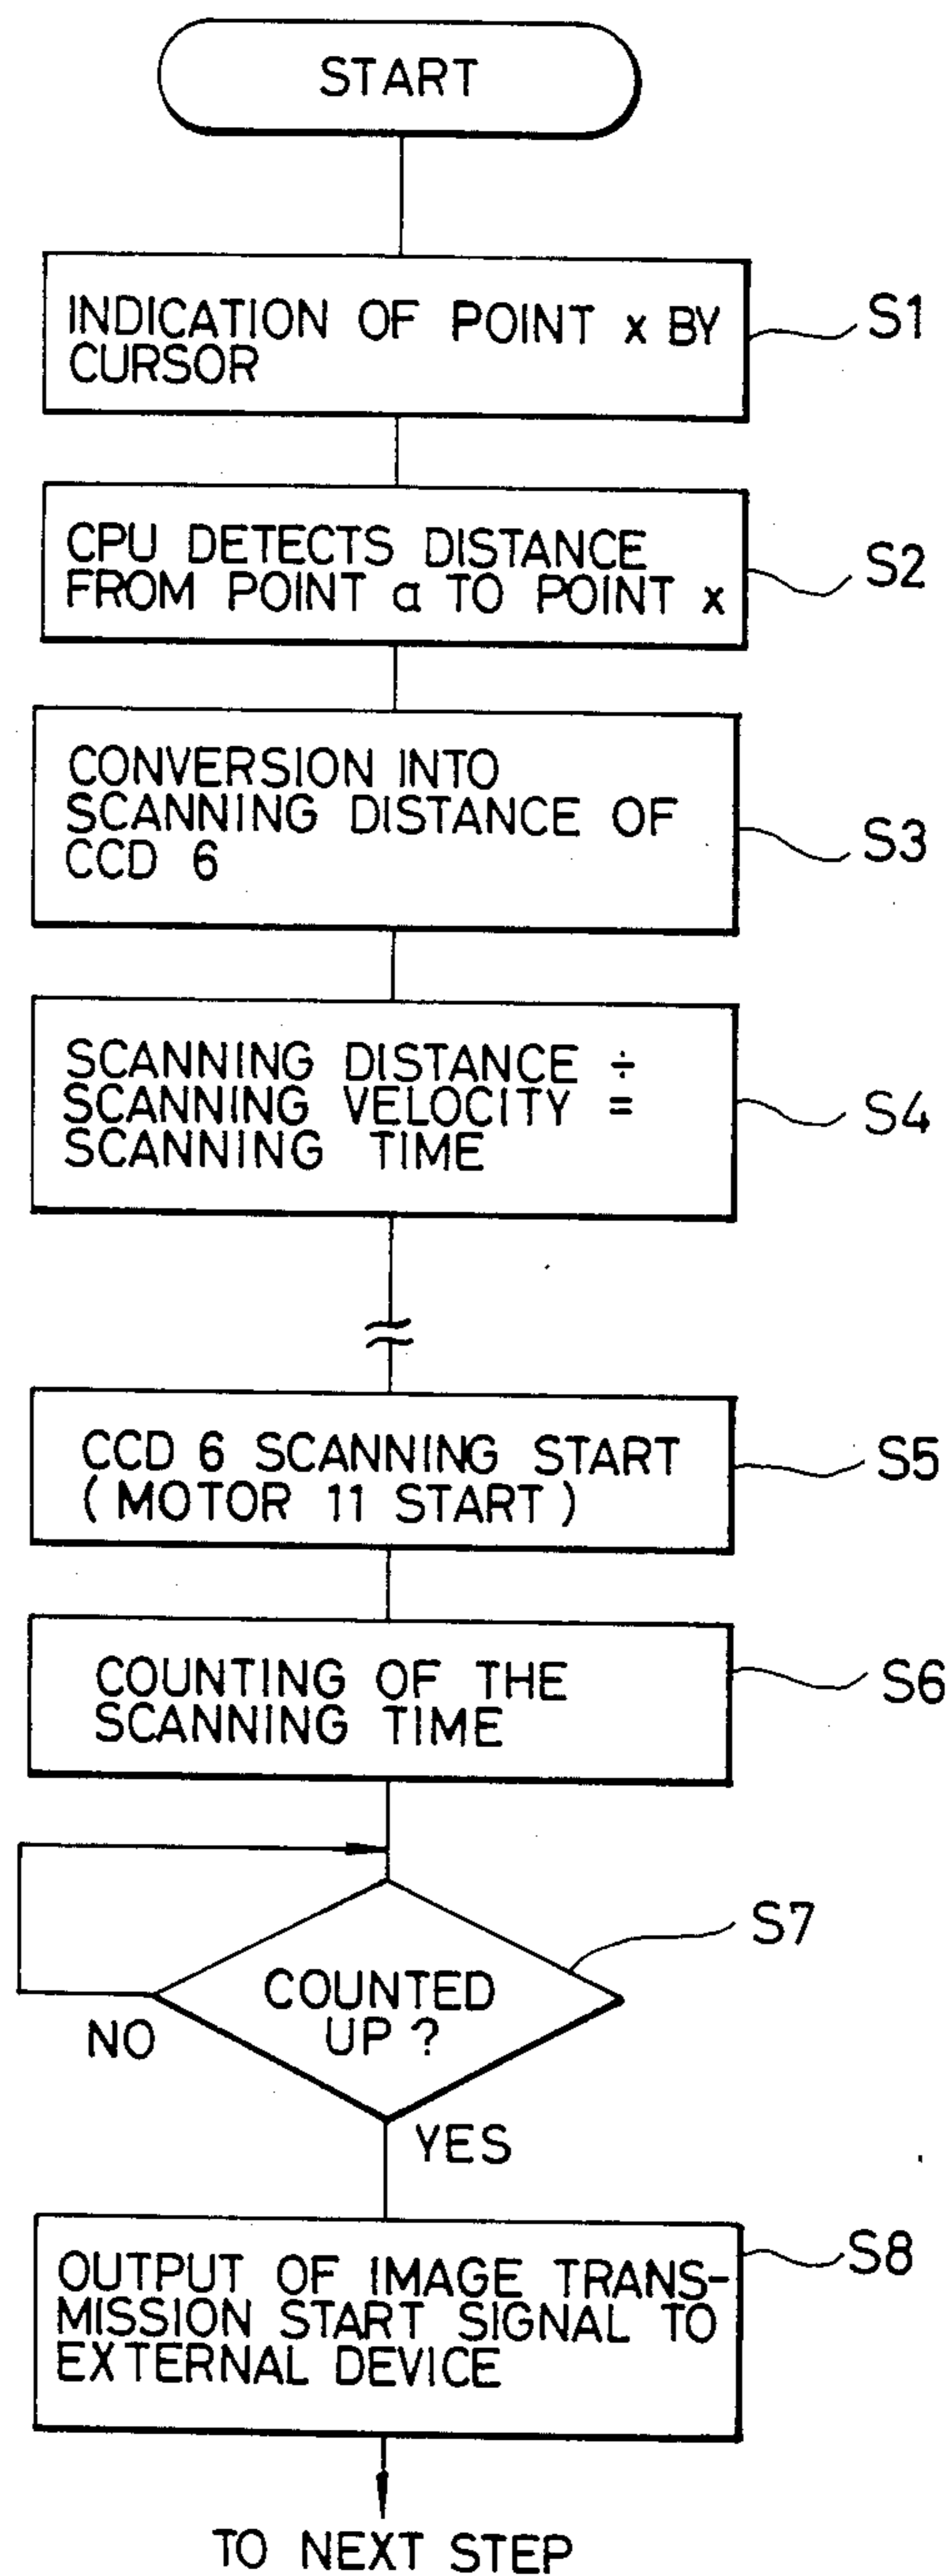 START
INDICATION OF POINT x BY
CURSOR
S1
CPU DETECTS DISTANCE
FROM POINT a TO POINT x
S2
CONVERSION INTO
SCANNING DISTANCE OF
CCD 6
S3
SCANNING DISTANCE ÷
SCANNING VELOCITY =
SCANNING TIME
S4
CCD 6 SCANNING START
( MOTOR 11 START )
S5
COUNTING OF THE
SCANNING TIME
S6
COUNTED
UP ?
S7
NO
YES
OUTPUT OF IMAGE TRANS-
MISSION START SIGNAL TO
EXTERNAL DEVICE
S8
TO NEXT STEP